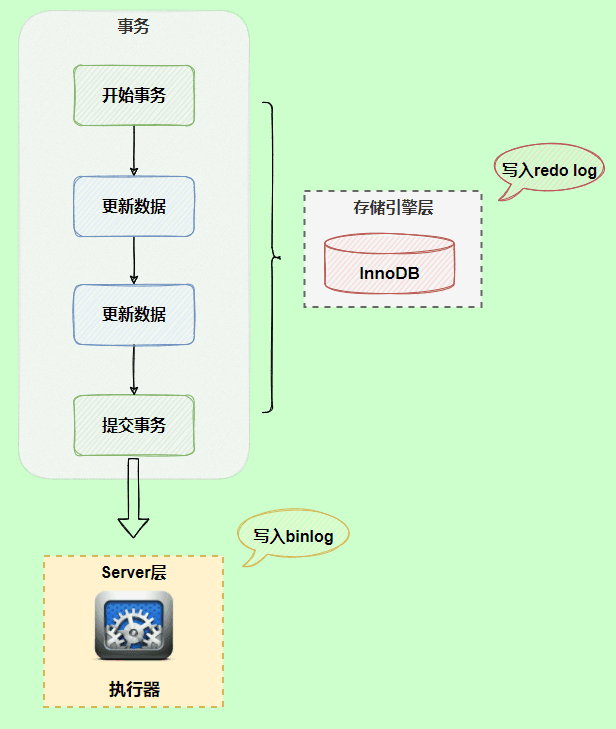 事务
开始事务
更新数据
更新数据
提交事务
写入redo log
存储引擎层
InnoDB
写入binlog
Server层
执行器